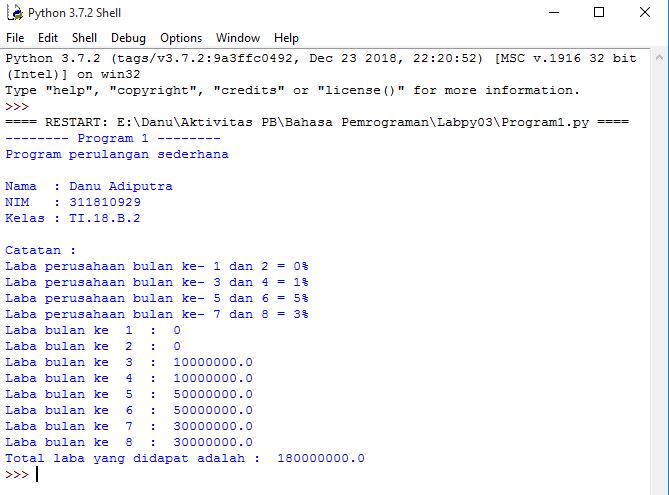 Python 3.7.2 Shell
File Edit Shell Debug Options Window Help
Python 3.7.2 (tags/v3.7.2:9a3ffc0492, Dec 23 2018, 22:20:52) [MSC v.1916 32 bit
(Intel)] on win32
Type "help", "copyright", "credits" or "license()" for more information.
>>>
==== RESTART: E:\Danu\Aktivitas PB\Bahasa Pemrograman\Labpy03\Program1.py ====
-------- Program 1 --------
Program perulangan sederhana
Nama  : Danu Adiputra
NIM   : 311810929
Kelas : TI.18.B.2
Catatan :
Laba perusahaan bulan ke- 1 dan 2 = 0%
Laba perusahaan bulan ke- 3 dan 4 = 1%
Laba perusahaan bulan ke- 5 dan 6 = 5%
Laba perusahaan bulan ke- 7 dan 8 = 3%
Laba bulan ke  1  :  0
Laba bulan ke  2  :  0
Laba bulan ke  3  :  10000000.0
Laba bulan ke  4  :  10000000.0
Laba bulan ke  5  :  50000000.0
Laba bulan ke  6  :  50000000.0
Laba bulan ke  7  :  30000000.0
Laba bulan ke  8  :  30000000.0
Total laba yang didapat adalah :  180000000.0
>>>